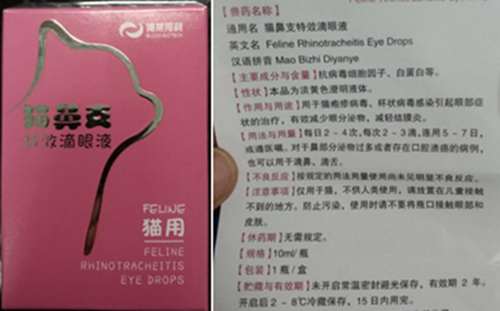 猫鼻支
特效滴眼液
FELINE
猫用
FELINE
RHINOTRACHEITIS
EYE DROPS
【兽药名称】
通用名 猫鼻支特效滴眼液
英文名 Feline Rhinotracheitis Eye Drops
汉语拼音 Mao Bizhi Diyanye
【主要成分与含量】抗病毒细胞因子、白蛋白等。
【性状】本品为淡黄色澄明液体。
【作用与用途】用于猫疱疹病毒、杯状病毒感染引起眼部症
状的治疗,有效减少眼部分泌物,减轻结膜炎。
【用法与用量】每日2-4次,每次2-3滴,连用5-7日,
或遵医嘱。对于鼻部分泌物过多或者存在口腔溃疡的病例,
也可以用于滴鼻、滴舌。
【不良反应】按规定的用法用量使用尚未见明显不良反应。
【注意事项】仅用于猫,不供人类使用,请放置在儿童接触
不到的地方。防止污染,使用时请不要将瓶口接触眼部和
皮肤。
【休药期】无需规定。
【规格】10ml/瓶
【包装】1瓶/盒
【贮藏与有效期】未开启常温密封避光保存,有效期2年。
开启后2-8℃冷藏保存,15日内用完。